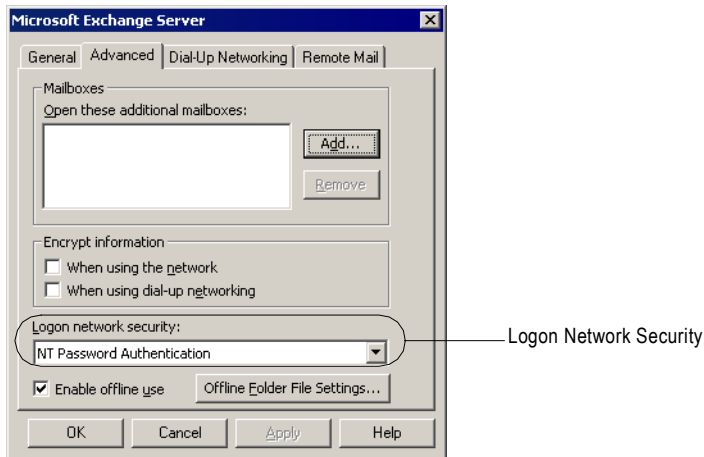 Microsoft Exchange Server
General Advanced Dial-Up Networking Remote Mail
Mailboxes
Open these additional mailboxes:
Add...
Remove
Encrypt information
When using the network
When using dial-up networking
Logon network security:
NT Password Authentication
Logon Network Security
Enable offline use Offline Folder File Settings...
OK Cancel Apply Help